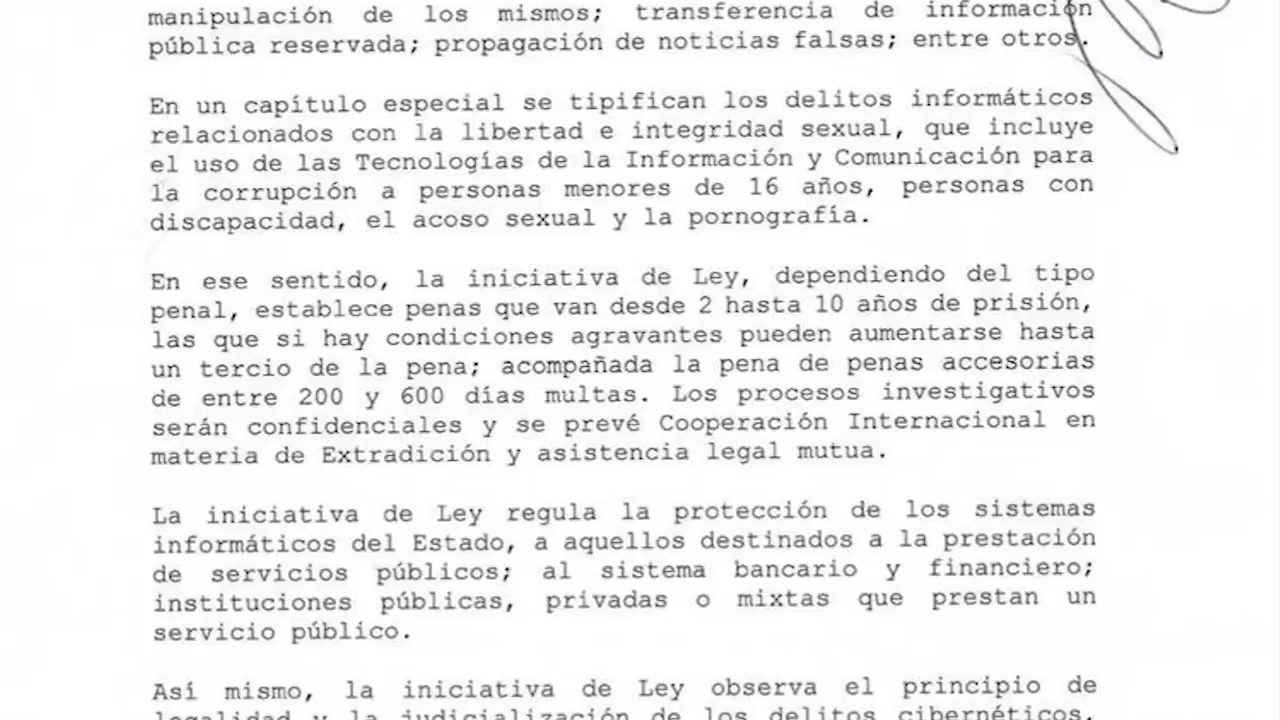 manipulación de los mismos; transferencia de información
pública reservada; propagación de noticias falsas; entre otros.
En un capítulo especial se tipifican los delitos informáticos
relacionados con la libertad e integridad sexual, que incluye
el uso de las Tecnologías de la Información y Comunicación para
la corrupción a personas menores de 16 años, personas con
discapacidad, el acoso sexual y la pornografía.
En ese sentido, la iniciativa de Ley, dependiendo del tipo
penal, establece penas que van desde 2 hasta 10 años de prisión,
las que si hay condiciones agravantes pueden aumentarse hasta
un tercio de la pena; acompañada la pena de penas accesorias
de entre 200 y 600 días multas. Los procesos investigativos
serán confidenciales y se prevé Cooperación Internacional en
materia de Extradición y asistencia legal mutua.
La iniciativa de Ley regula la protección de los sistemas
informáticos del Estado, a aquellos destinados a la prestación
de servicios públicos; al sistema bancario y financiero;
instituciones públicas, privadas o mixtas que prestan un
servicio público.
Así mismo, la iniciativa de Ley observa el principio de
legalidad y la judicialización de los delitos cibernéticos,